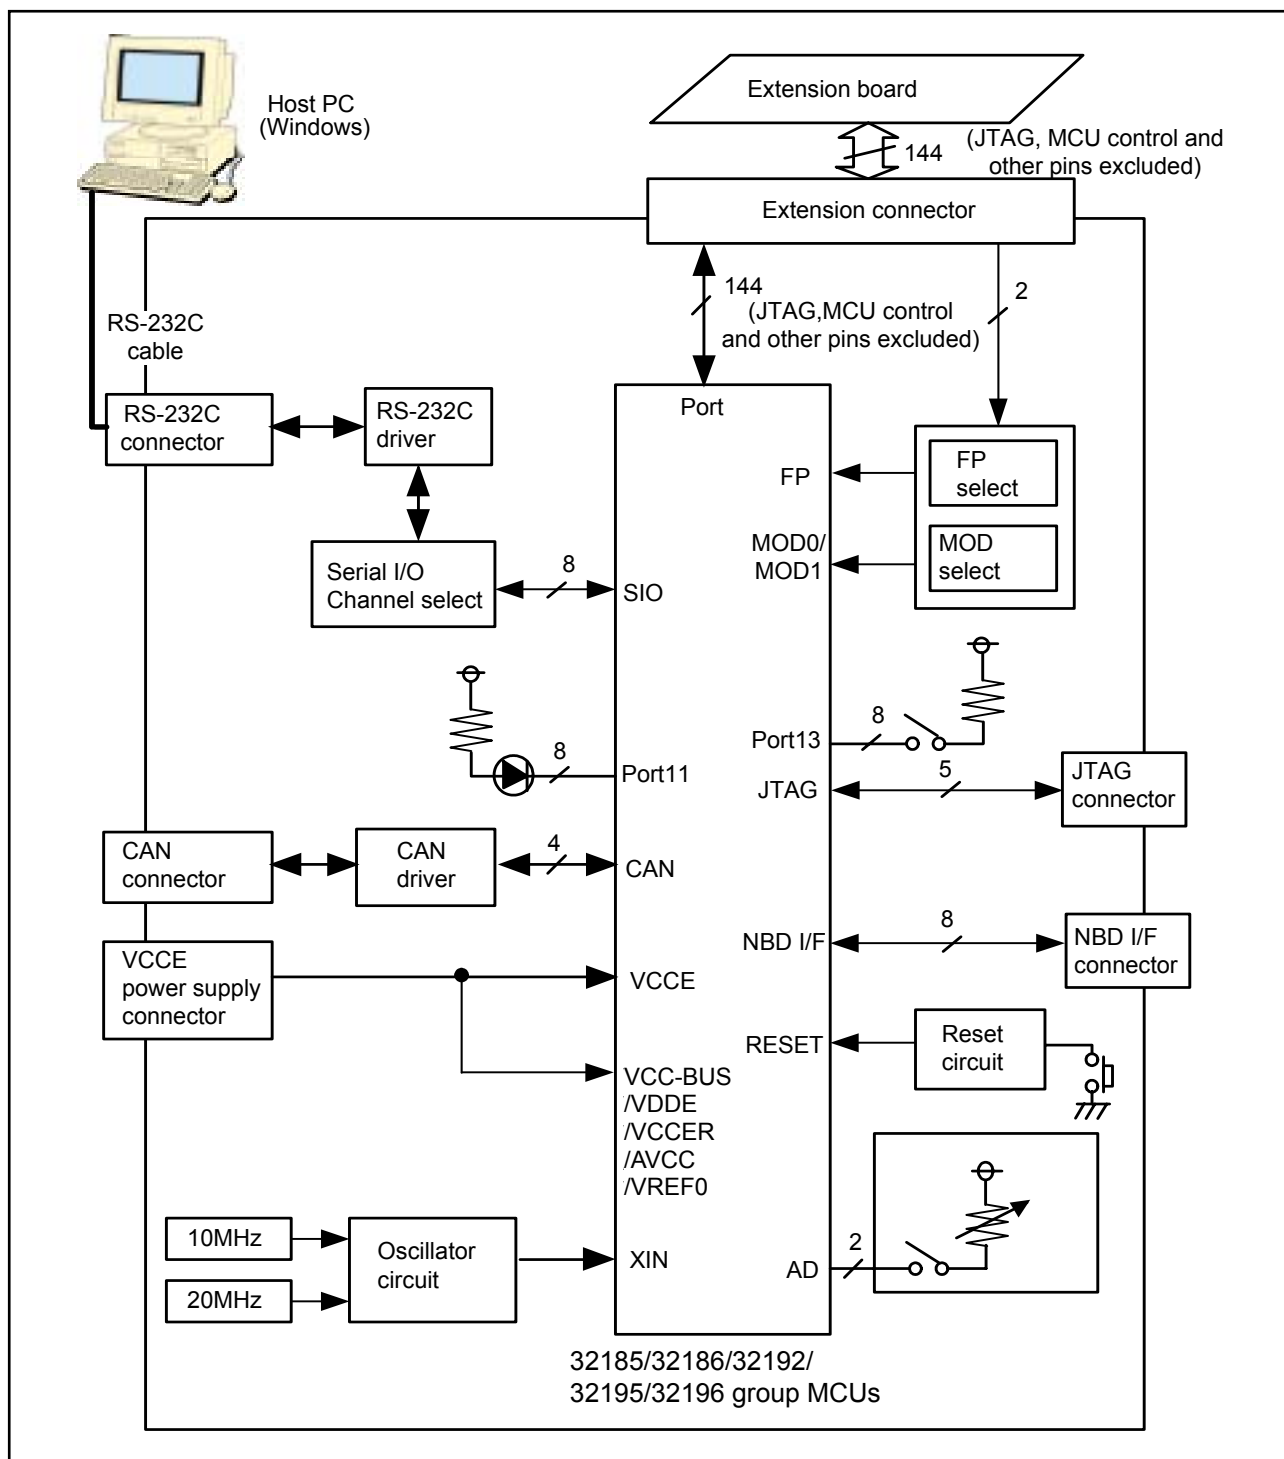 Host PC
(Windows)
Extension board
144
(JTAG, MCU control and
other pins excluded)
Extension connector
144
(JTAG,MCU control
and other pins excluded)
2
RS-232C
cable
RS-232C
connector
RS-232C
driver
Port
FP
FP
select
MOD0/
MOD1
MOD
select
Serial I/O
Channel select
8
SIO
8
Port11
Port13
8
JTAG
5
JTAG
connector
CAN
connector
CAN
driver
4
CAN
NBD I/F
8
NBD I/F
connector
VCCE
power supply
connector
VCCE
RESET
Reset
circuit
VCC-BUS
/VDDE
/VCCER
/AVCC
/VREF0
10MHz
20MHz
Oscillator
circuit
XIN
AD
2
32185/32186/32192/
32195/32196 group MCUs